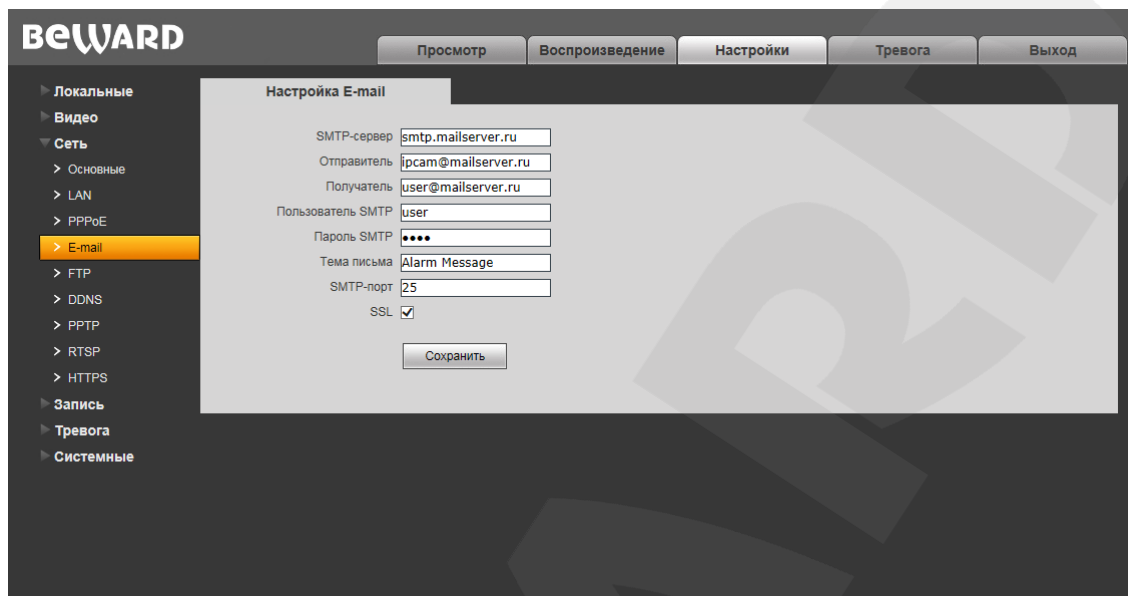 BEWARD
Просмотр Воспроизведение Настройки Тревога Выход
Локальные
Видео
Сеть
Основные
LAN
PPPoE
E-mail
FTP
DDNS
PPTP
RTSP
HTTPS
Запись
Тревога
Системные
Настройка E-mail
SMTP-сервер smtp.mailserver.ru
Отправитель ipcam@mailserver.ru
Получатель user@mailserver.ru
Пользователь SMTP user
Пароль SMTP ••••
Тема письма Alarm Message
SMTP-порт 25
SSL
Сохранить